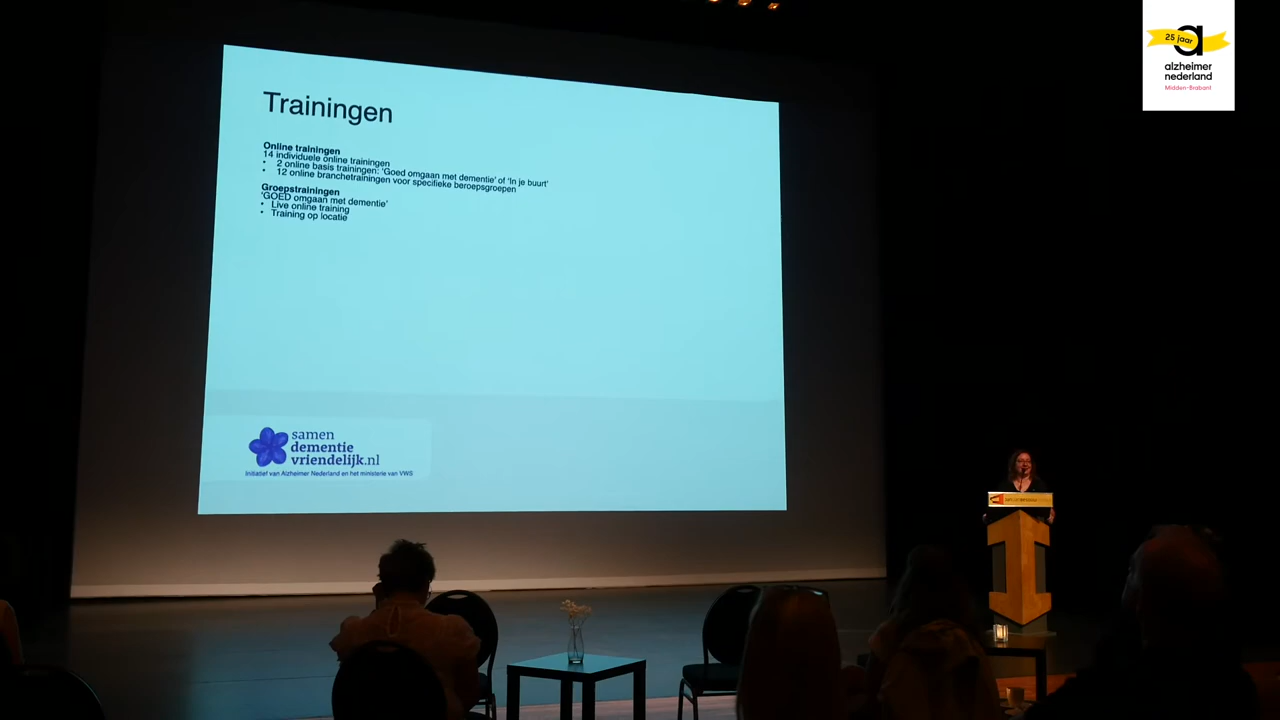 25 jaar
alzheimer
nederland
Midden-Brabant
Trainingen
Online trainingen
14 individuele online trainingen
• 2 online basis trainingen: ‘Goed omgaan met dementie’ of ‘In je buurt’
• 12 online branchetrainingen voor specifieke beroepsgroepen
Groepstrainingen
‘GOED omgaan met dementie’
• Live online training
• Training op locatie
samen
dementie
vriendelijk.nl
Initiatief van Alzheimer Nederland en het ministerie van VWS